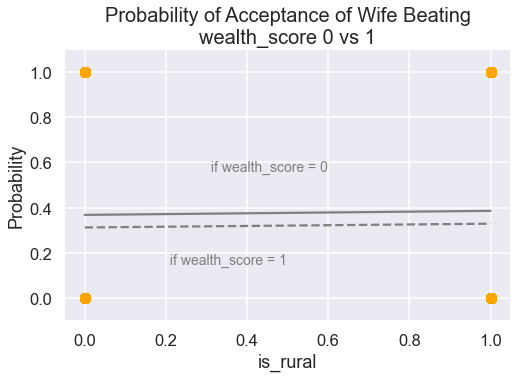 Probability of Acceptance of Wife Beating
wealth_score 0 vs 1
Probability
1.0
0.8
0.6
0.4
0.2
0.0
if wealth_score = 0
if wealth_score = 1
0.0 0.2 0.4 0.6 0.8 1.0
is_rural